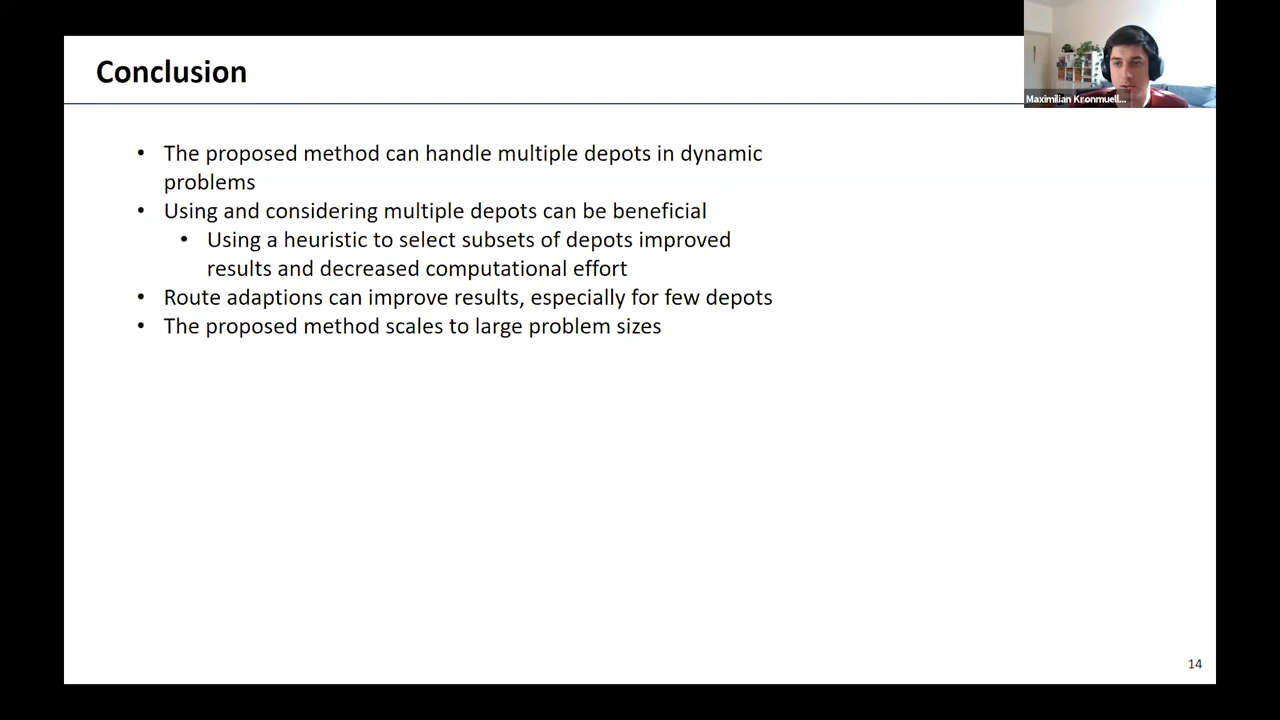 Conclusion
Maximilian Kronmuell...
• The proposed method can handle multiple depots in dynamic
problems
• Using and considering multiple depots can be beneficial
• Using a heuristic to select subsets of depots improved
results and decreased computational effort
• Route adaptions can improve results, especially for few depots
• The proposed method scales to large problem sizes
14